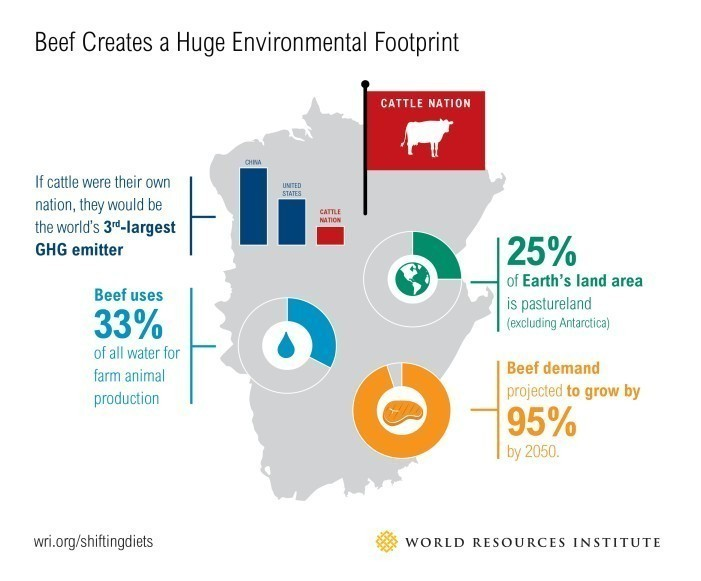 Beef Creates a Huge Environmental Footprint
CATTLE NATION
CHINA
UNITED
STATES
CATTLE
NATION
If cattle were their own
nation, they would be
the world's 3rd-largest
GHG emitter
25%
of Earth's land area
is pastureland
(excluding Antarctica)
Beef uses
33%
of all water for
farm animal
production
Beef demand
projected to grow by
95%
by 2050.
wri.org/shiftingdiets
WORLD RESOURCES INSTITUTE